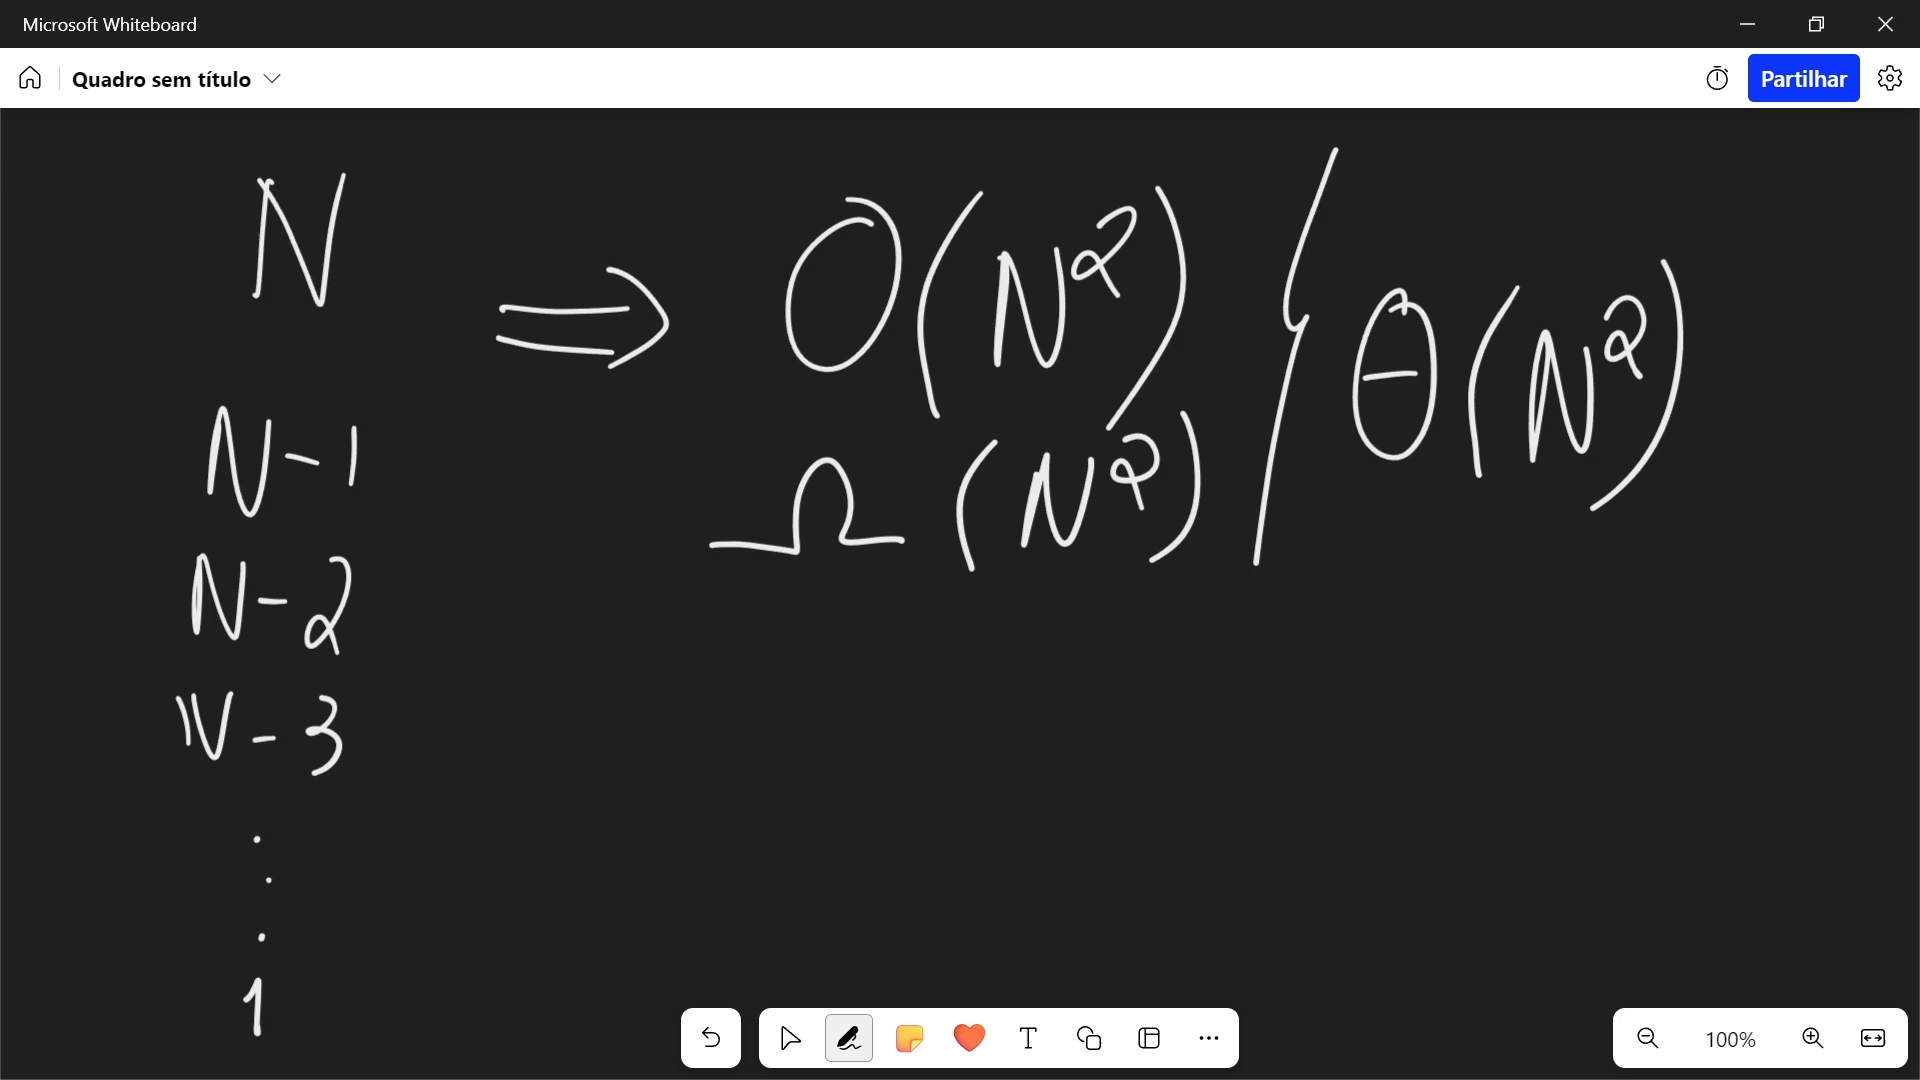 Microsoft Whiteboard
Quadro sem título
Partilhar
N
⇒ O(N²) / Θ(N²)
N-1
Ω(N²)
N-2
N-3
.
.
.
1
T
100%